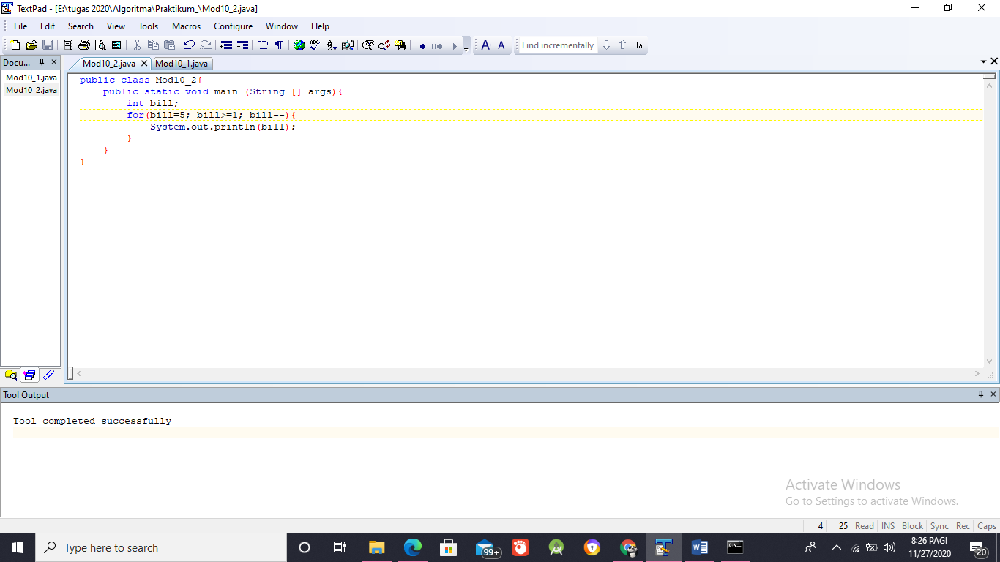 TextPad - [E:\tugas 2020\Algoritma\Praktikum_\Mod10_2.java]
File Edit Search View Tools Macros Configure Window Help
Find incrementally Aa
Docu...
Mod10_1.java
Mod10_2.java
Mod10_2.java Mod10_1.java
public class Mod10_2{
public static void main (String [] args){
int bill;
for(bill=5; bill>=1; bill--){
System.out.println(bill);
}
}
}
Tool Output
Tool completed successfully
Activate Windows
Go to Settings to activate Windows.
4 25 Read INS Block Sync Rec Caps
Type here to search
99+
8:26 PAGI
11/27/2020
20